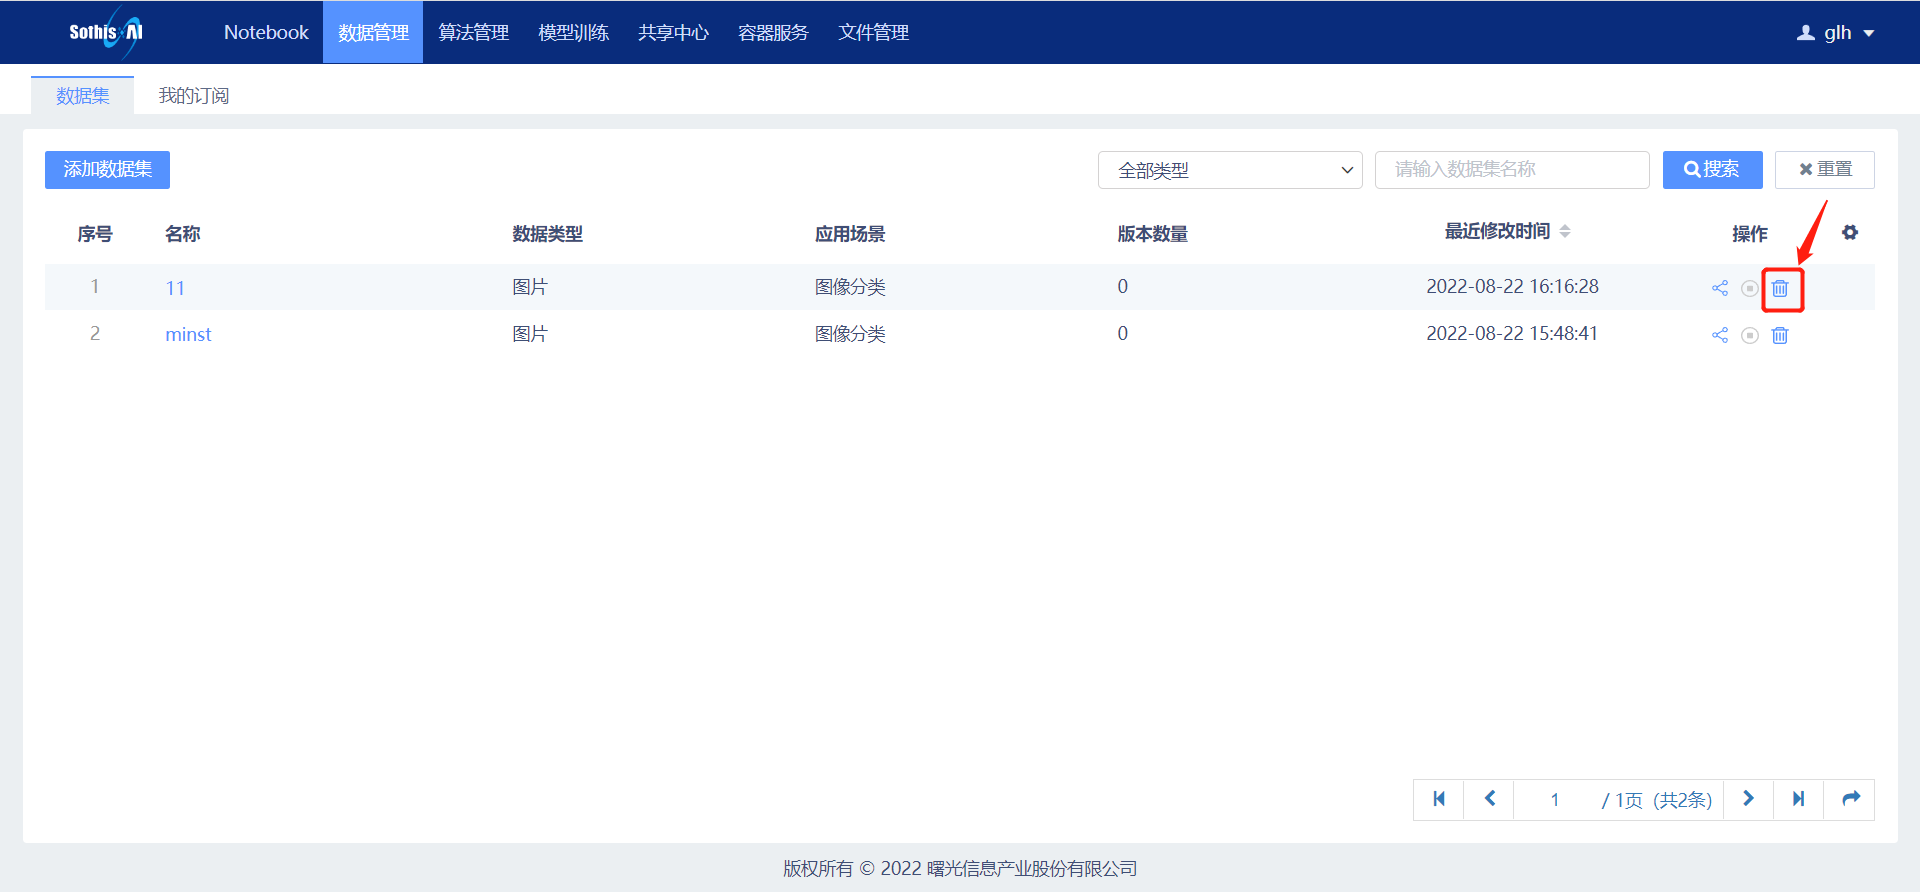 Sothis AI Notebook 数据管理 算法管理 模型训练 共享中心 容器服务 文件管理 glh
数据集 我的订阅
添加数据集 全部类型 请输入数据集名称 搜索 重置
序号 名称 数据类型 应用场景 版本数量 最近修改时间 操作
1 11 图片 图像分类 0 2022-08-22 16:16:28
2 minst 图片 图像分类 0 2022-08-22 15:48:41
1 / 1页 (共2条)
版权所有 © 2022 曙光信息产业股份有限公司